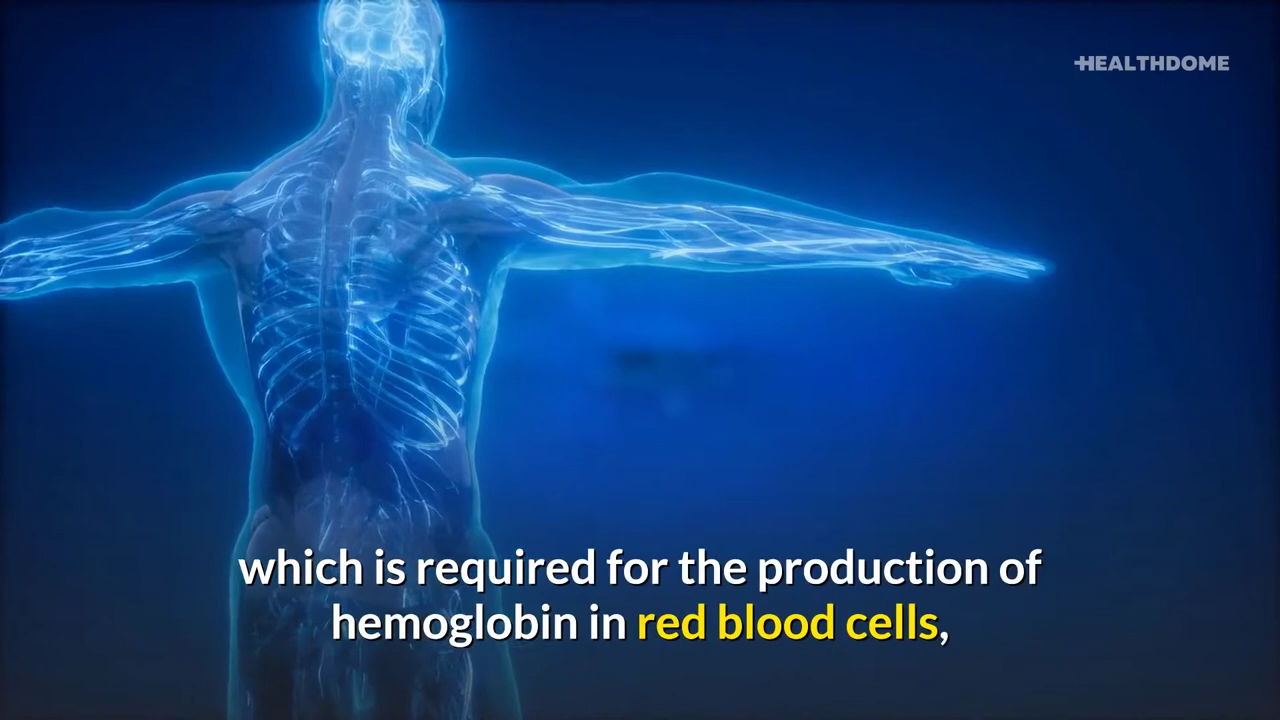 HEALTHDOME
which is required for the production of
hemoglobin in red blood cells,